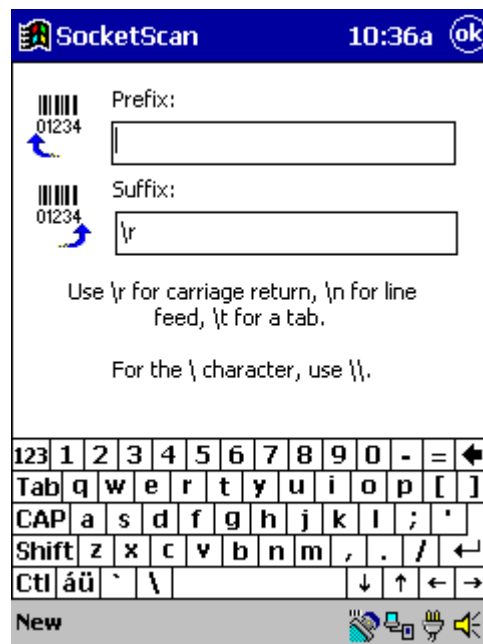 SocketScan 10:36a ok
Prefix:
01234
Suffix:
01234
\r
Use \r for carriage return, \n for line
feed, \t for a tab.
For the \ character, use \\.
123 1 2 3 4 5 6 7 8 9 0 - =
Tab q w e r t y u i o p [ ]
CAP a s d f g h j k l ; '
Shift z x c v b n m , . /
Ctl áü ` \
New